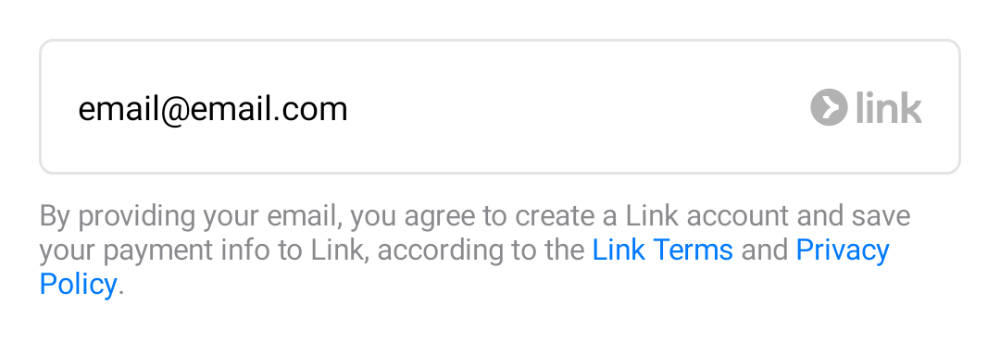 email@email.com
link
By providing your email, you agree to create a Link account and save
your payment info to Link, according to the Link Terms and Privacy
Policy.